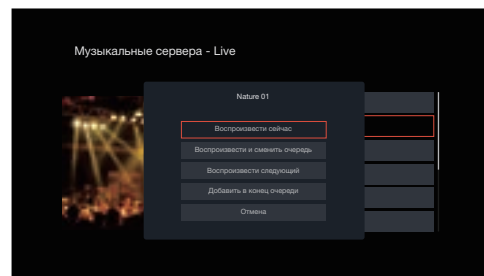 Музыкальные сервера - Live
Nature 01
Воспроизвести сейчас
Воспроизвести и сменить очередь
Воспроизвести следующий
Добавить в конец очереди
Отмена